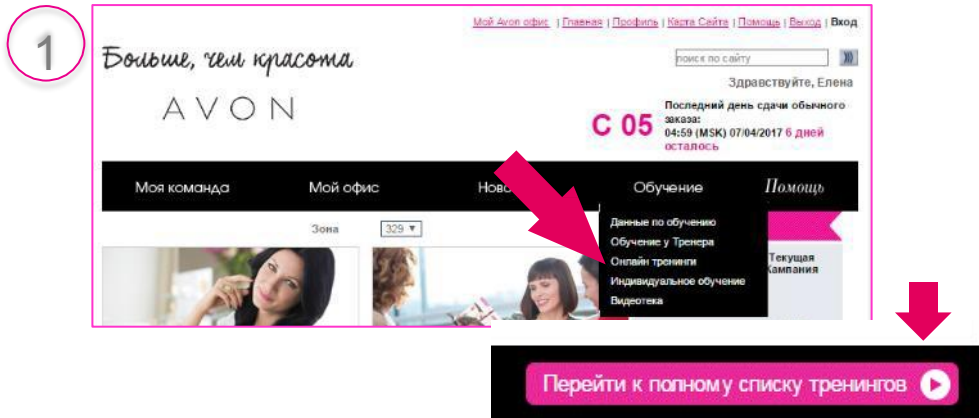 1
Мой Avon офис | Главная | Профиль | Карта Сайта | Помощь | Выход | Вход
Больше, чем красота
поиск по сайту
Здравствуйте, Елена
AVON
C 05
Последний день сдачи обычного
заказа:
04:59 (MSK) 07/04/2017 6 дней
осталось
Моя команда Мой офис Обучение Помощь
Зона 329
Данные по обучению
Обучение у Тренера
Онлайн тренинги
Индивидуальное обучение
Видеотека
Текущая
Кампания
Перейти к полному списку тренингов